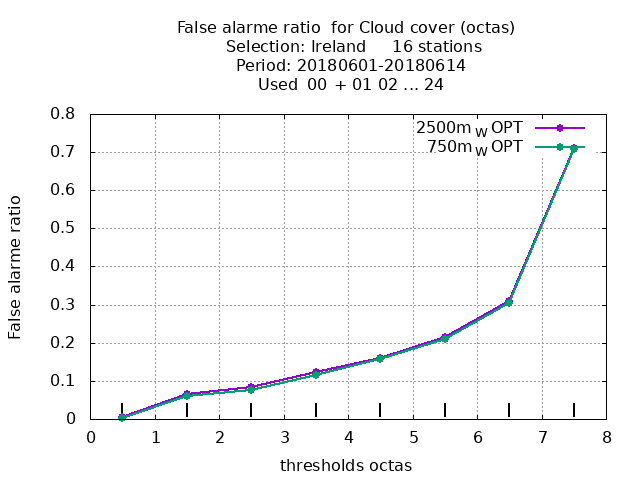 False alarme ratio  for Cloud cover (octas)
Selection: Ireland     16 stations
Period: 20180601-20180614
Used  00  + 01 02 ... 24
2500m W OPT
750m W OPT
False alarme ratio
0.8
0.7
0.6
0.5
0.4
0.3
0.2
0.1
0
0 1 2 3 4 5 6 7 8
thresholds octas